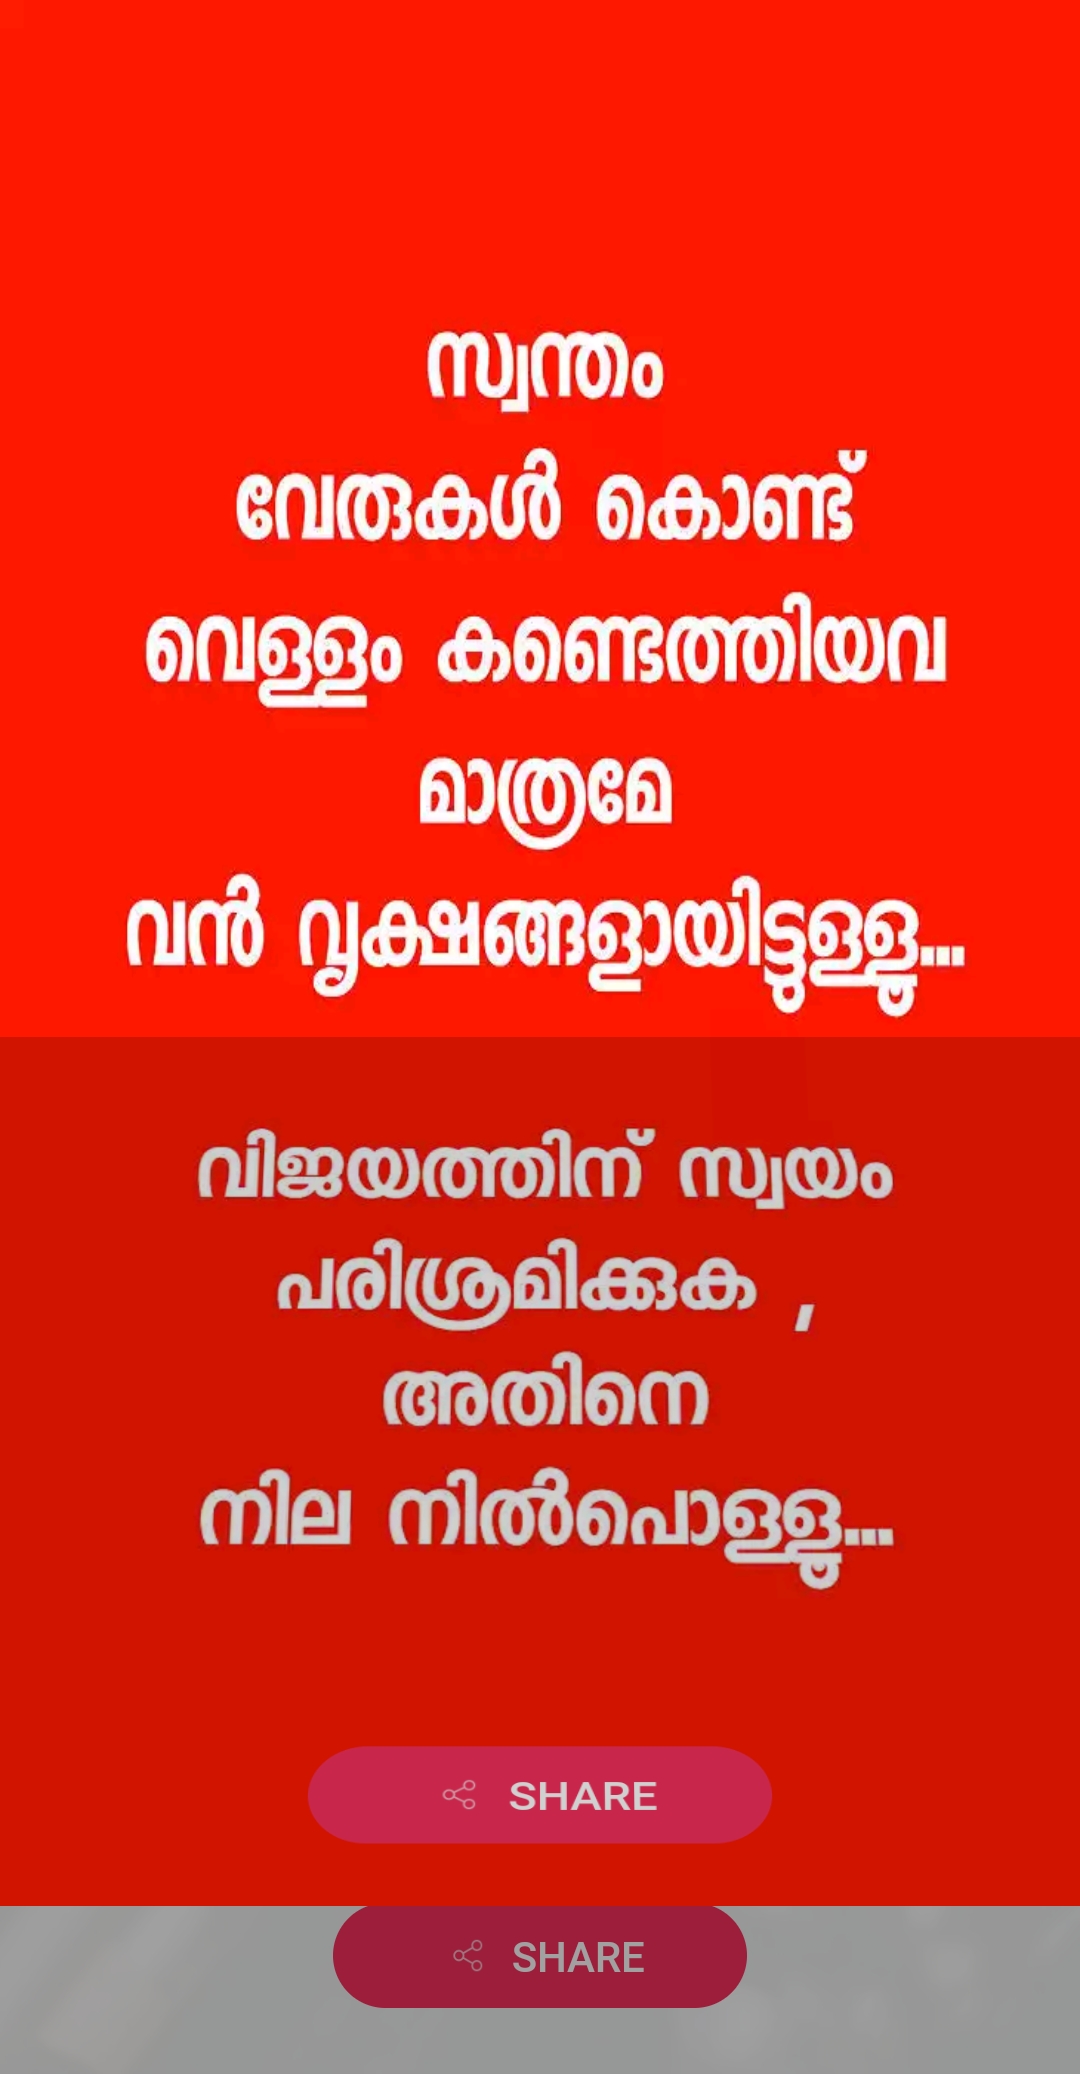 സ്വന്തം
വേരുകൾ കൊണ്ട്
വെള്ളം കണ്ടെത്തിയവ
മാത്രമേ
വൻ വൃക്ഷങ്ങളായിട്ടുള്ളൂ...
വിജയത്തിന് സ്വയം
പരിശ്രമിക്കുക ,
അതിനെ
നില നിൽപൊള്ളൂ...
SHARE
SHARE